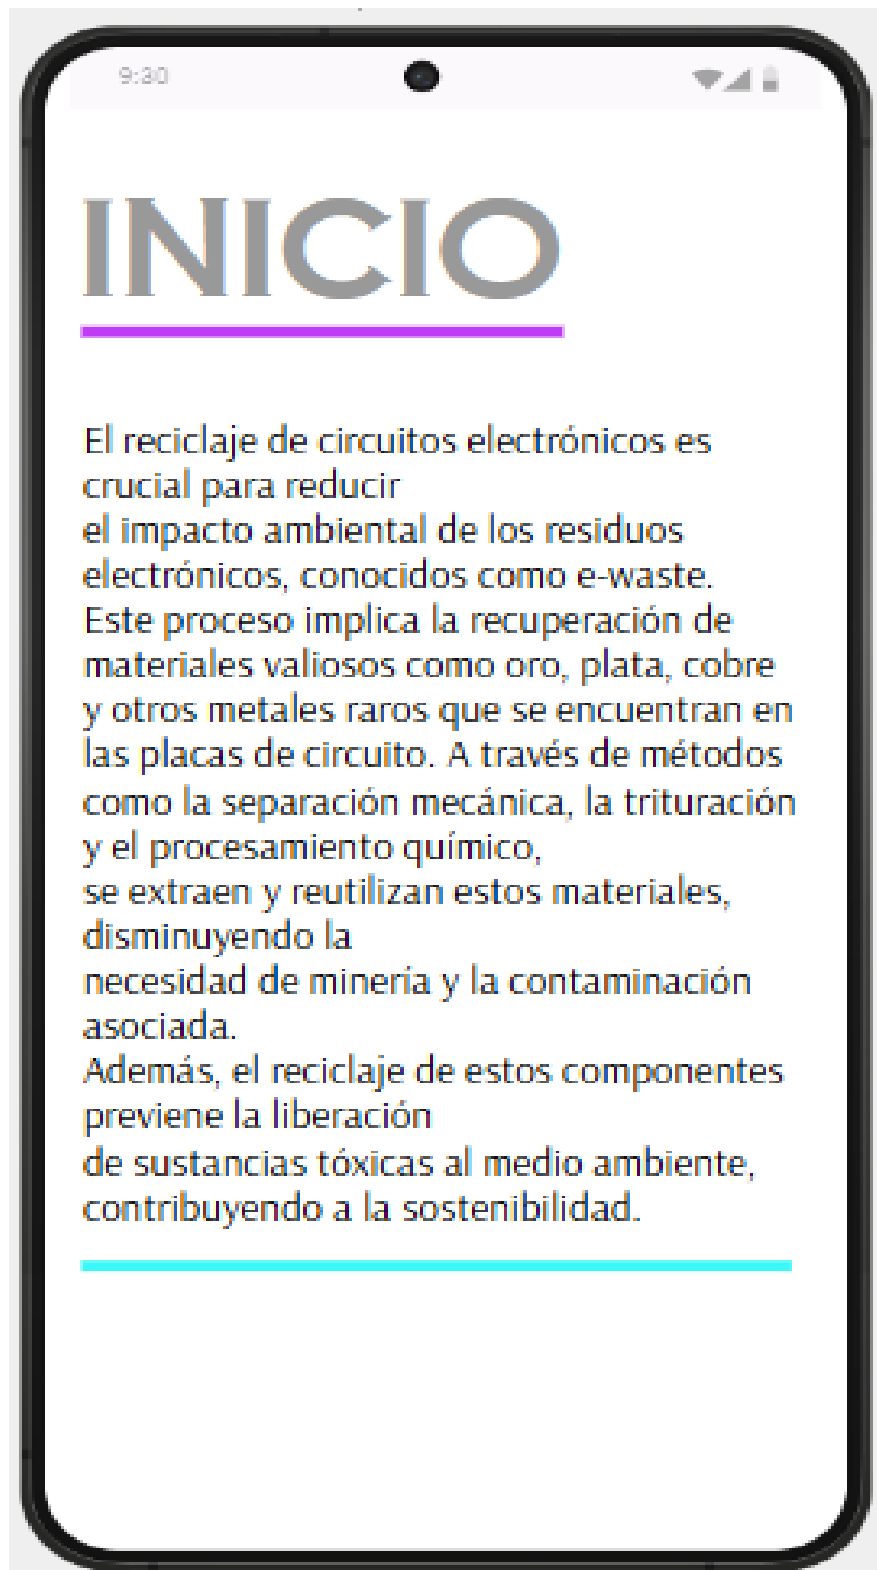 9:30
INICIO
El reciclaje de circuitos electrónicos es
crucial para reducir
el impacto ambiental de los residuos
electrónicos, conocidos como e-waste.
Este proceso implica la recuperación de
materiales valiosos como oro, plata, cobre
y otros metales raros que se encuentran en
las placas de circuito. A través de métodos
como la separación mecánica, la trituración
y el procesamiento químico,
se extraen y reutilizan estos materiales,
disminuyendo la
necesidad de minería y la contaminación
asociada.
Además, el reciclaje de estos componentes
previene la liberación
de sustancias tóxicas al medio ambiente,
contribuyendo a la sostenibilidad.